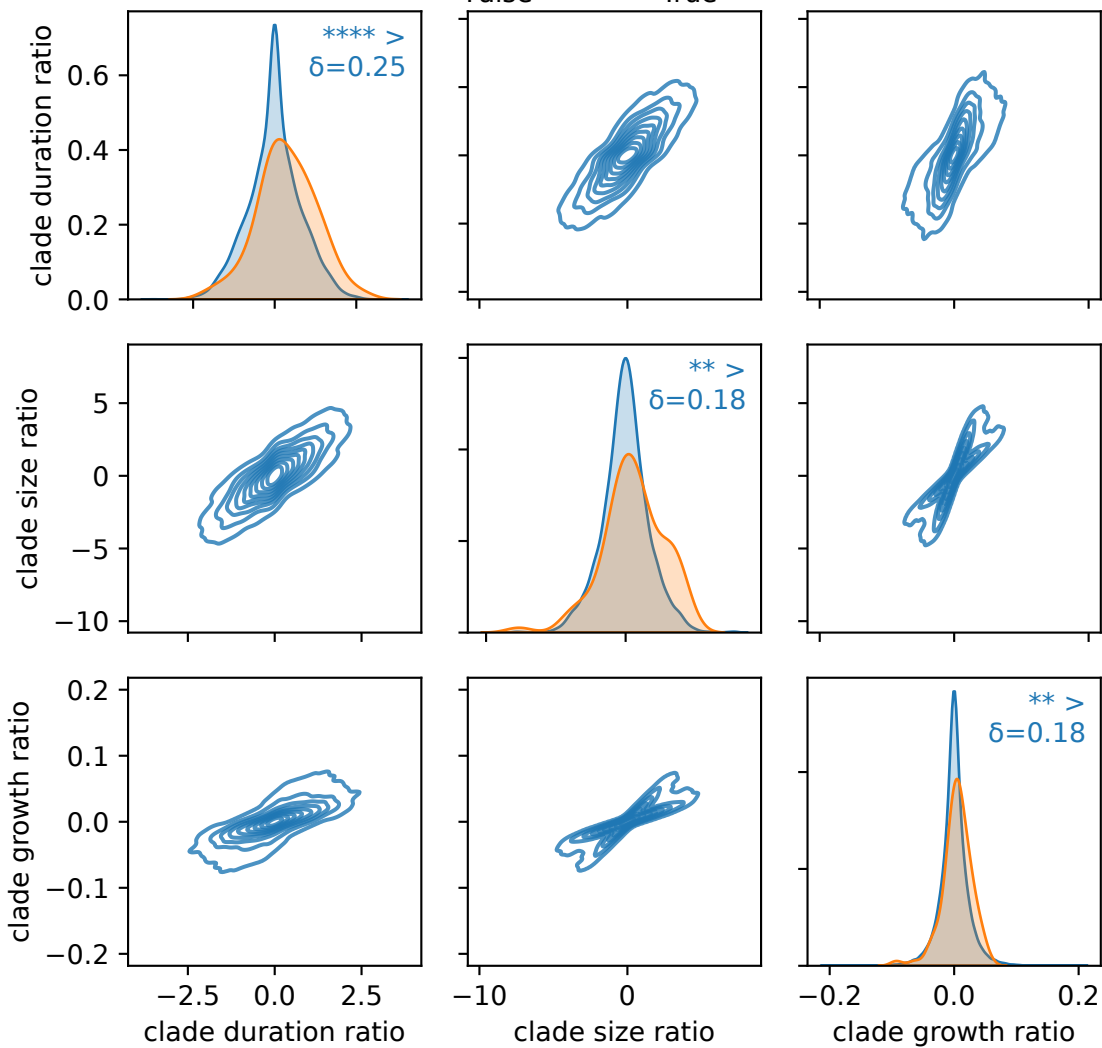 clade duration ratio
0.6
0.4
0.2
0.0
**** >
δ=0.25
clade size ratio
5
0
−5
−10
** >
δ=0.18
clade growth ratio
0.2
0.1
0.0
−0.1
−0.2
** >
δ=0.18
−2.5
0.0
2.5
−10
0
−0.2
0.0
0.2
clade duration ratio
clade size ratio
clade growth ratio